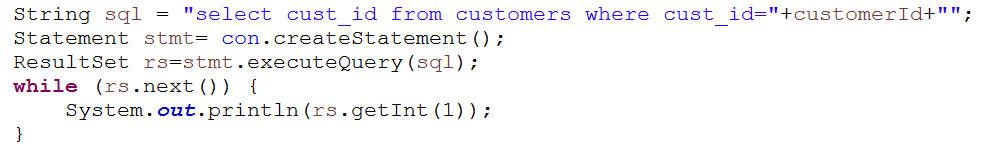 String sql = "select cust_id from customers where cust_id="+customerId+"";
Statement stmt= con.createStatement();
ResultSet rs=stmt.executeQuery(sql);
while (rs.next()) {
    System.out.println(rs.getInt(1));
}